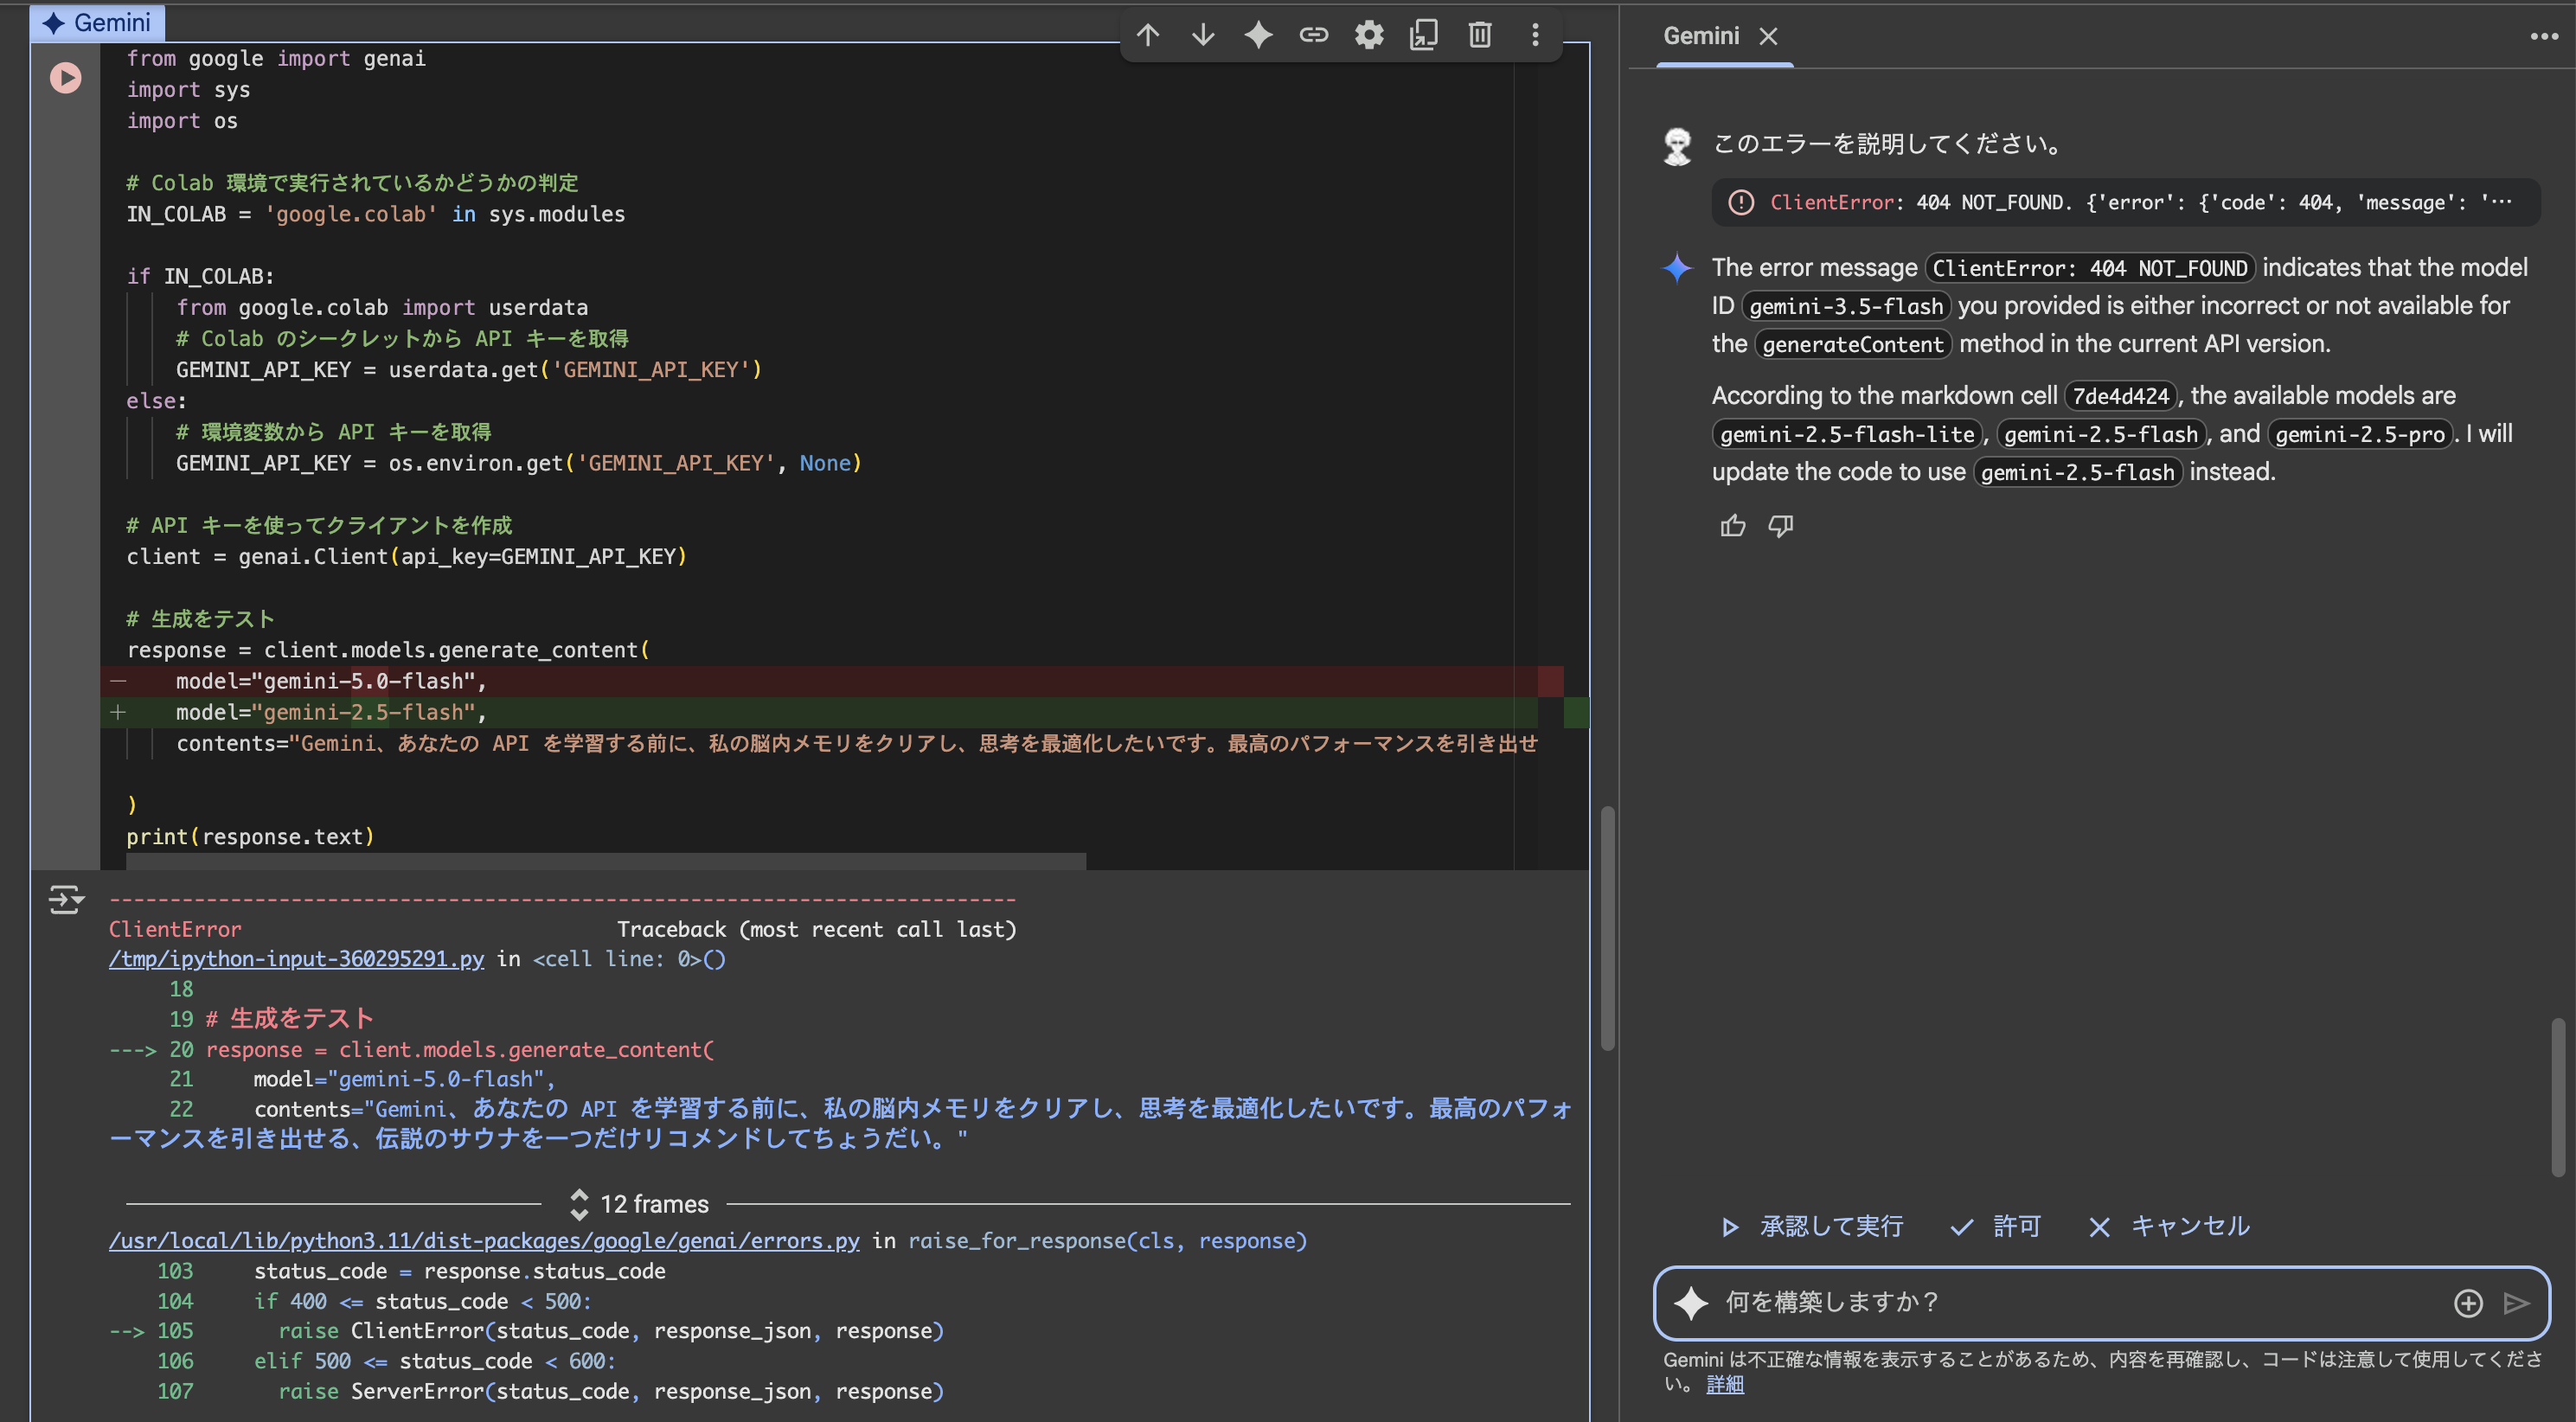 Gemini
from google import genai
import sys
import os
# Colab 環境で実行されているかどうかの判定
IN_COLAB = 'google.colab' in sys.modules
if IN_COLAB:
from google.colab import userdata
# Colab のシークレットから API キーを取得
GEMINI_API_KEY = userdata.get('GEMINI_API_KEY')
else:
# 環境変数から API キーを取得
GEMINI_API_KEY = os.environ.get('GEMINI_API_KEY', None)
# API キーを使ってクライアントを作成
client = genai.Client(api_key=GEMINI_API_KEY)
# 生成をテスト
response = client.models.generate_content(
— model="gemini-5.0-flash",
+ model="gemini-2.5-flash",
contents="Gemini、あなたの API を学習する前に、私の脳内メモリをクリアし、思考を最適化したいです。最高のパフォーマンスを引き出せ
)
print(response.text)
---------------------------------------------------------------------------
ClientError Traceback (most recent call last)
/tmp/ipython-input-360295291.py in <cell line: 0>()
18
19 # 生成をテスト
---> 20 response = client.models.generate_content(
21 model="gemini-5.0-flash",
22 contents="Gemini、あなたの API を学習する前に、私の脳内メモリをクリアし、思考を最適化したいです。最高のパフォ
ーマンスを引き出せる、伝説のサウナを一つだけリコメンドしてちょうだい。"
12 frames
/usr/local/lib/python3.11/dist-packages/google/genai/errors.py in raise_for_response(cls, response)
103 status_code = response.status_code
104 if 400 <= status_code < 500:
--> 105 raise ClientError(status_code, response_json, response)
106 elif 500 <= status_code < 600:
107 raise ServerError(status_code, response_json, response)
Gemini
このエラーを説明してください。
ClientError: 404 NOT_FOUND. {'error': {'code': 404, 'message': '…
The error message ClientError: 404 NOT_FOUND indicates that the model
ID gemini-3.5-flash you provided is either incorrect or not available for
the generateContent method in the current API version.
According to the markdown cell 7de4d424, the available models are
gemini-2.5-flash-lite, gemini-2.5-flash, and gemini-2.5-pro. I will
update the code to use gemini-2.5-flash instead.
承認して実行 許可 キャンセル
何を構築しますか？
Gemini は不正確な情報を表示することがあるため、内容を再確認し、コードは注意して使用してくださ
い。 詳細